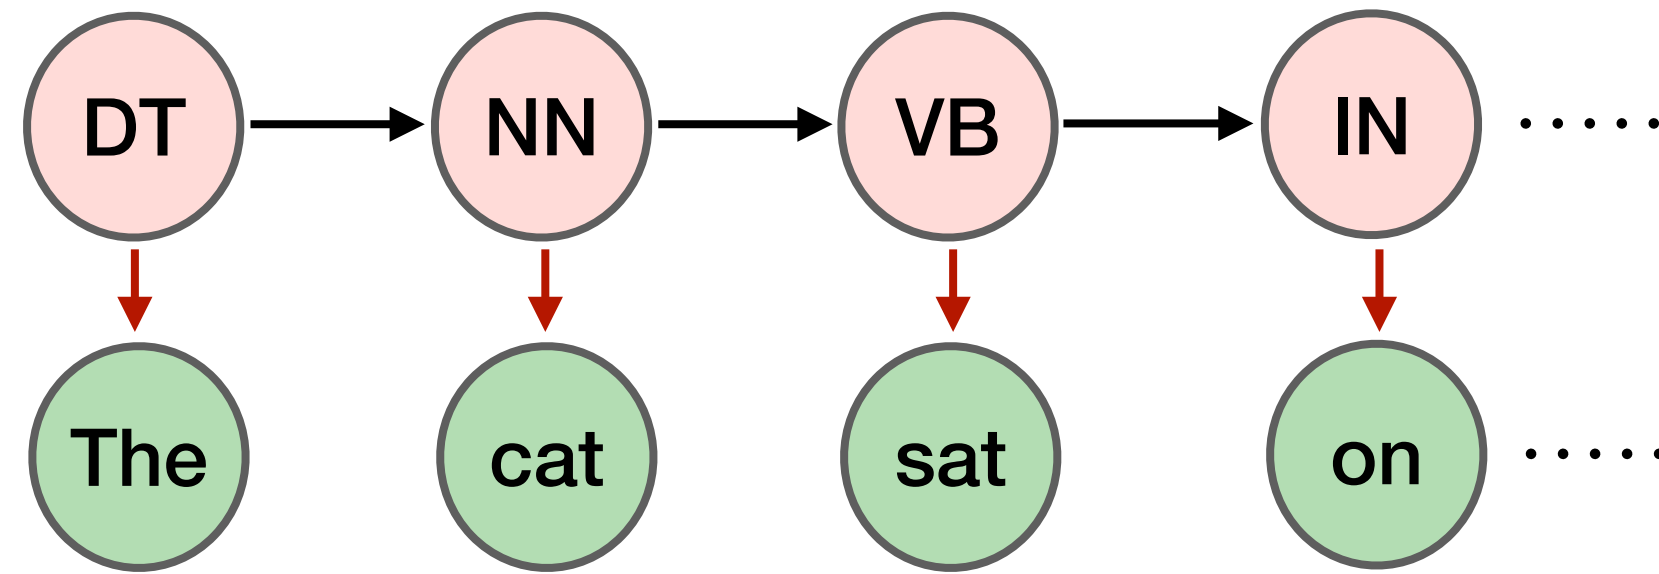 DT NN VB IN .....
The cat sat on .....